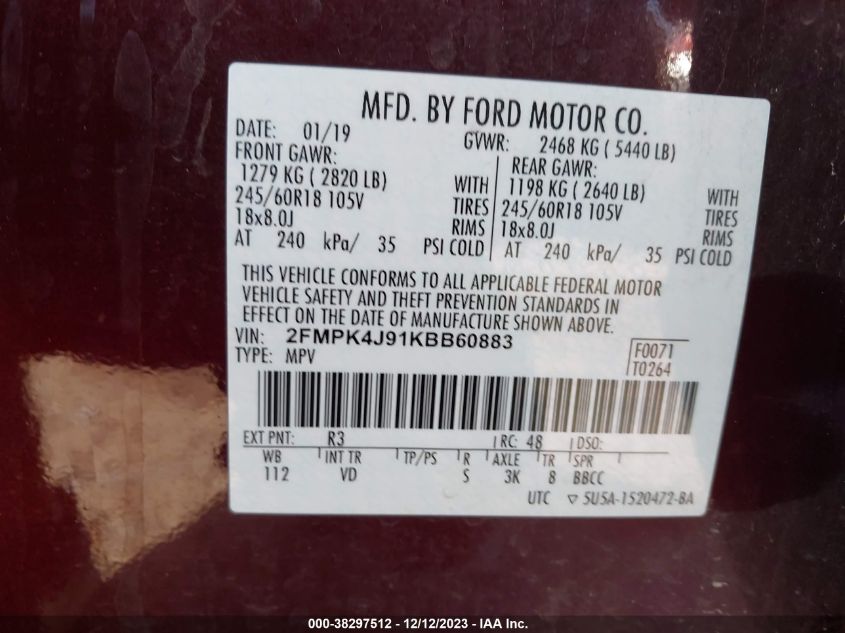 MFD. BY FORD MOTOR CO.
DATE: 01/19 GVWR: 2468 KG ( 5440 LB)
FRONT GAWR: REAR GAWR:
1279 KG ( 2820 LB) WITH 1198 KG ( 2640 LB) WITH
245/60R18 105V TIRES 245/60R18 105V TIRES
18x8.0J RIMS 18x8.0J RIMS
AT 240 kPa/ 35 PSI COLD AT 240 kPa/ 35 PSI COLD
THIS VEHICLE CONFORMS TO ALL APPLICABLE FEDERAL MOTOR
VEHICLE SAFETY AND THEFT PREVENTION STANDARDS IN
EFFECT ON THE DATE OF MANUFACTURE SHOWN ABOVE.
VIN: 2FMPK4J91KBB60883
TYPE: MPV
F0071
T0264
EXT PNT: R3 RC: 48 DSO:
WB INT TR TP/PS R AXLE TR SPR
112 VD S 3K 8 BBCC
UTC ▽ 5U5A-1520472-BA
000-38297512 - 12/12/2023 - IAA Inc.